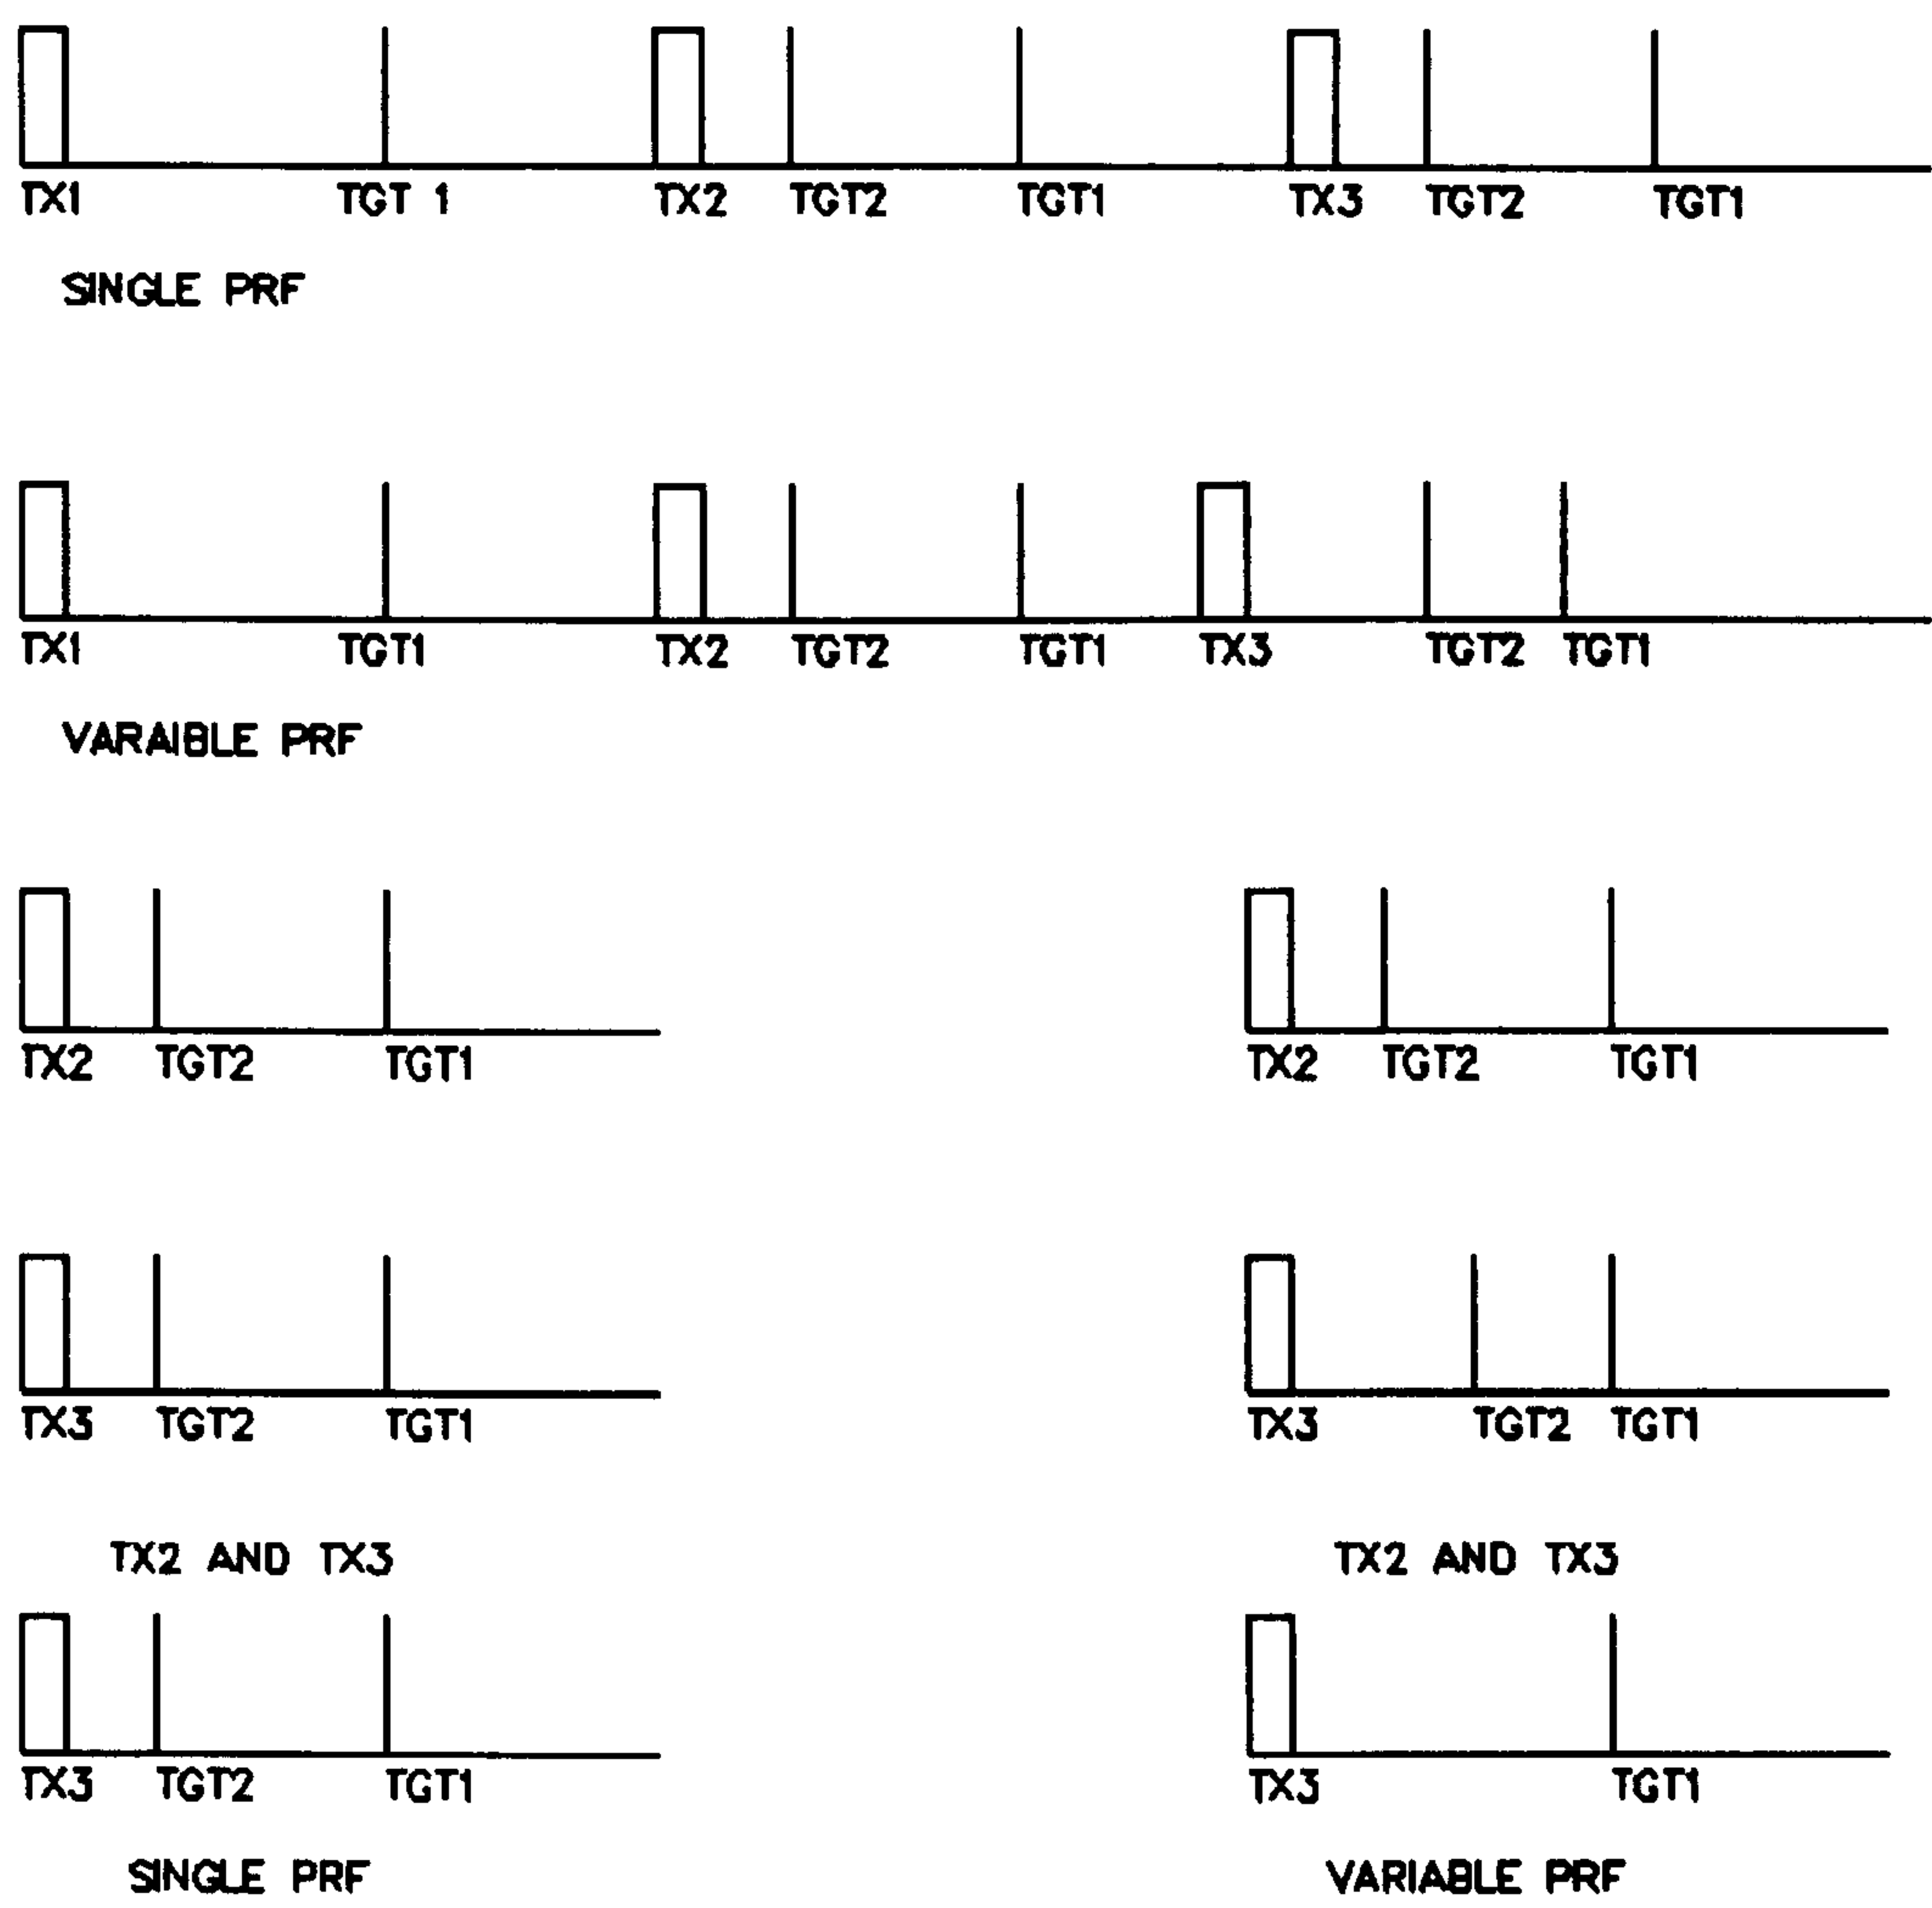 TX1 TGT 1 TX2 TGT2 TGT1 TX3 TGT2 TGT1
SINGLE PRF
TX1 TGT1 TX2 TGT2 TGT1 TX3 TGT2 TGT1
VARAIBLE PRF
TX2 TGT2 TGT1 TX2 TGT2 TGT1
TX3 TGT2 TGT1 TX3 TGT2 TGT1
TX2 AND TX3 TX2 AND TX3
TX3 TGT2 TGT1 TX3 TGT1
SINGLE PRF VARIABLE PRF